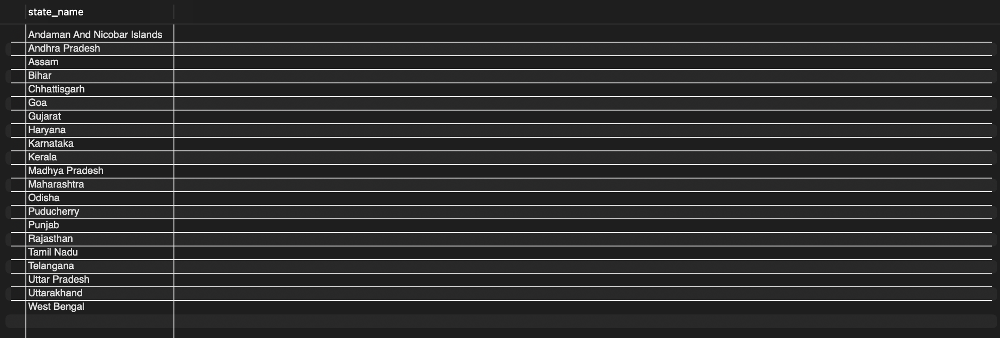 state_name
Andaman And Nicobar Islands
Andhra Pradesh
Assam
Bihar
Chhattisgarh
Goa
Gujarat
Haryana
Karnataka
Kerala
Madhya Pradesh
Maharashtra
Odisha
Puducherry
Punjab
Rajasthan
Tamil Nadu
Telangana
Uttar Pradesh
Uttarakhand
West Bengal